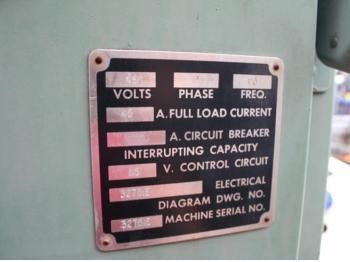 VOLTS PHASE FREQ.
A. FULL LOAD CURRENT
A. CIRCUIT BREAKER
INTERRUPTING CAPACITY
V. CONTROL CIRCUIT
ELECTRICAL
DIAGRAM DWG. NO.
MACHINE SERIAL NO.